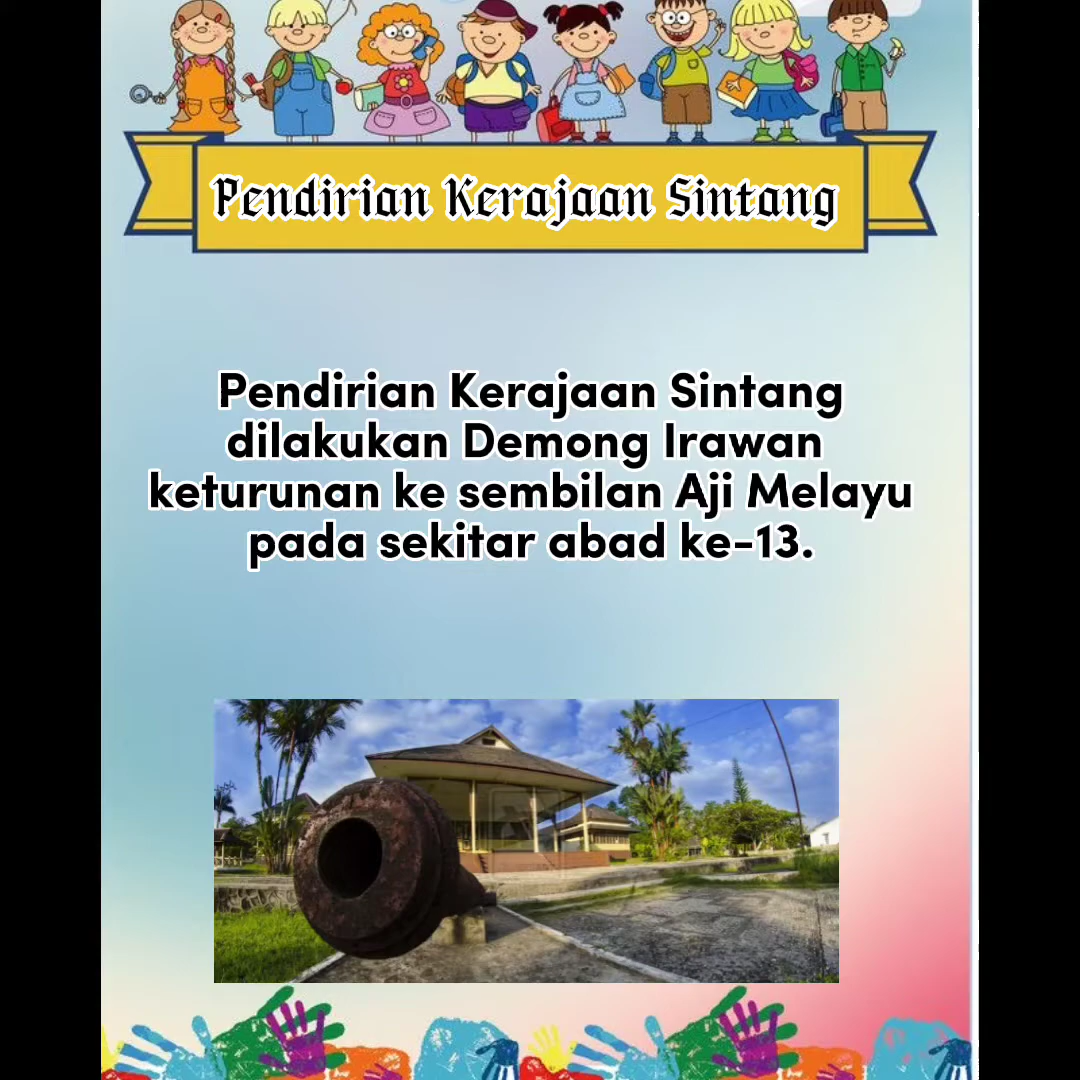 Pendirian Kerajaan Sintang
Pendirian Kerajaan Sintang
dilakukan Demong Irawan
keturunan ke sembilan Aji Melayu
pada sekitar abad ke-13.